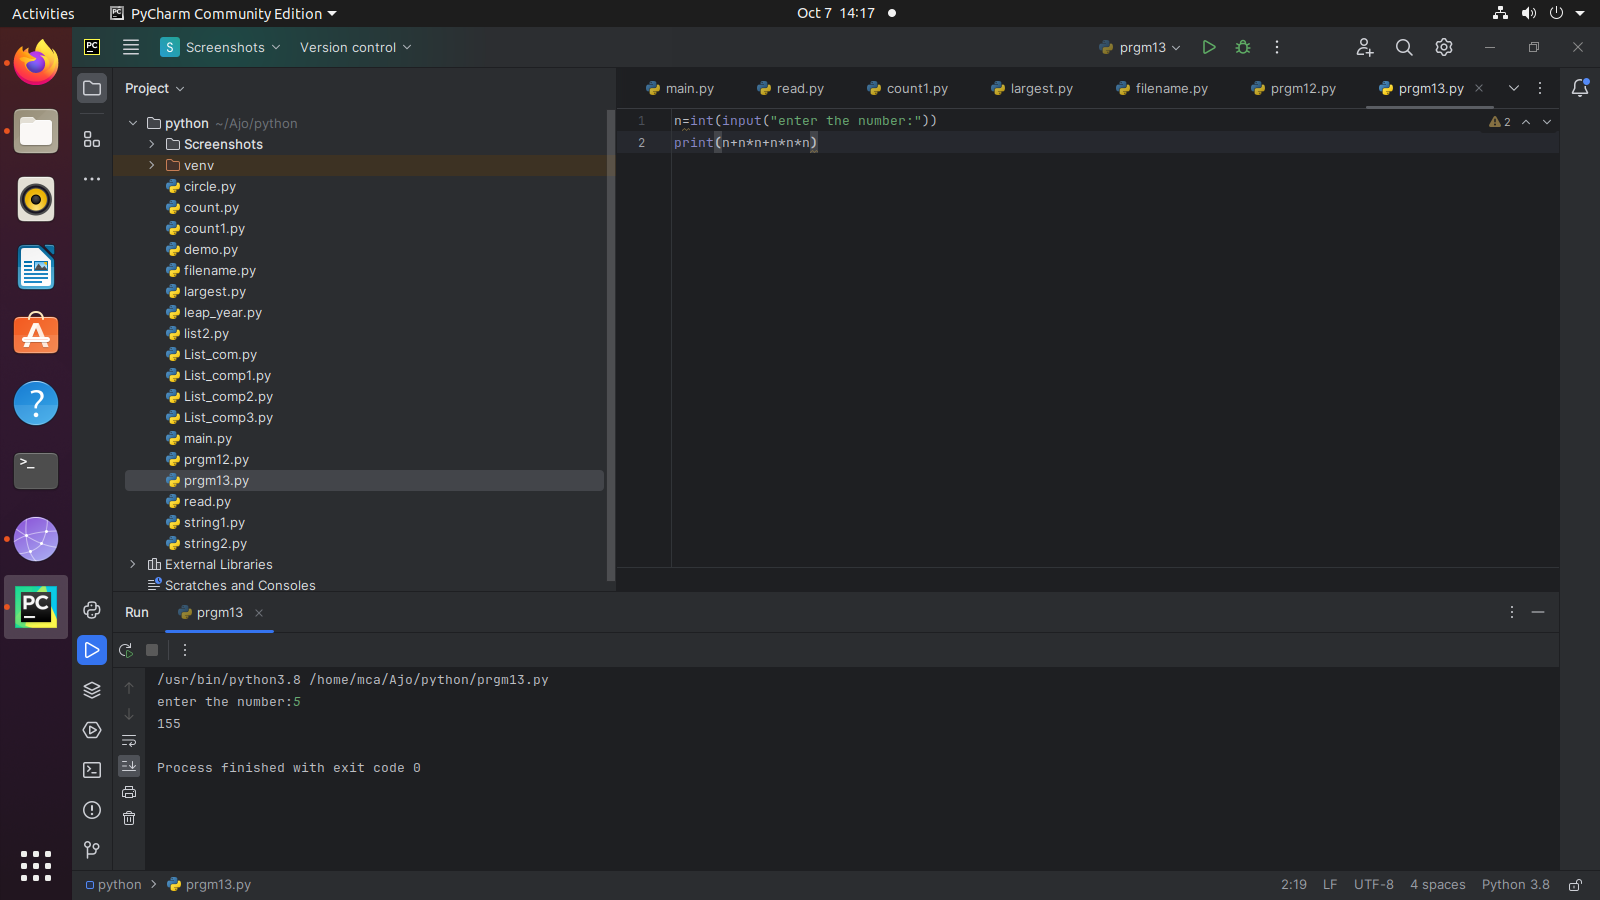 Activities
PyCharm Community Edition
Oct 7 14:17
PC
S
Screenshots
Version control
prgm13
Project
main.py
read.py
count1.py
largest.py
filename.py
prgm12.py
prgm13.py
python ~/Ajo/python
Screenshots
venv
circle.py
count.py
count1.py
demo.py
filename.py
largest.py
leap_year.py
list2.py
List_com.py
List_comp1.py
List_comp2.py
List_comp3.py
main.py
prgm12.py
prgm13.py
read.py
string1.py
string2.py
External Libraries
Scratches and Consoles
1 n=int(input("enter the number:"))
2 print(n+n*n+n*n*n)
2
Run
prgm13
/usr/bin/python3.8 /home/mca/Ajo/python/prgm13.py
enter the number:5
155
Process finished with exit code 0
PC
python
prgm13.py
2:19
LF
UTF-8
4 spaces
Python 3.8